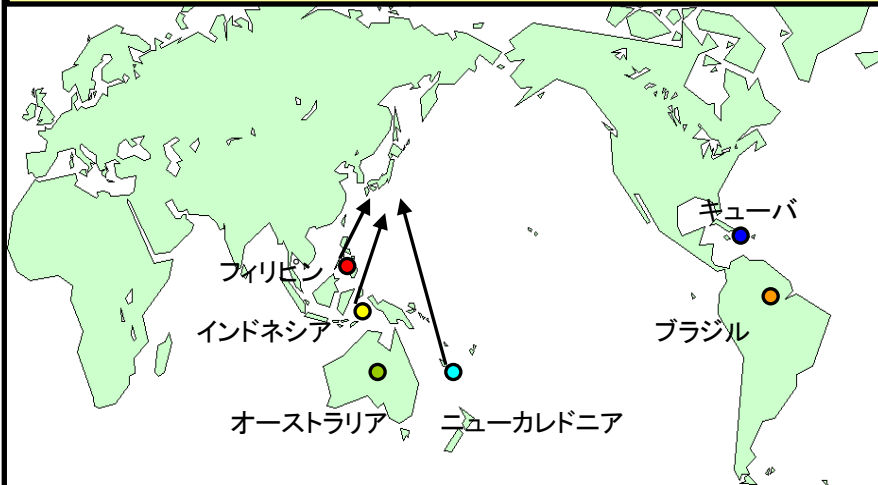 キューバ
フィリピン
インドネシア
ブラジル
オーストラリア
ニューカレドニア